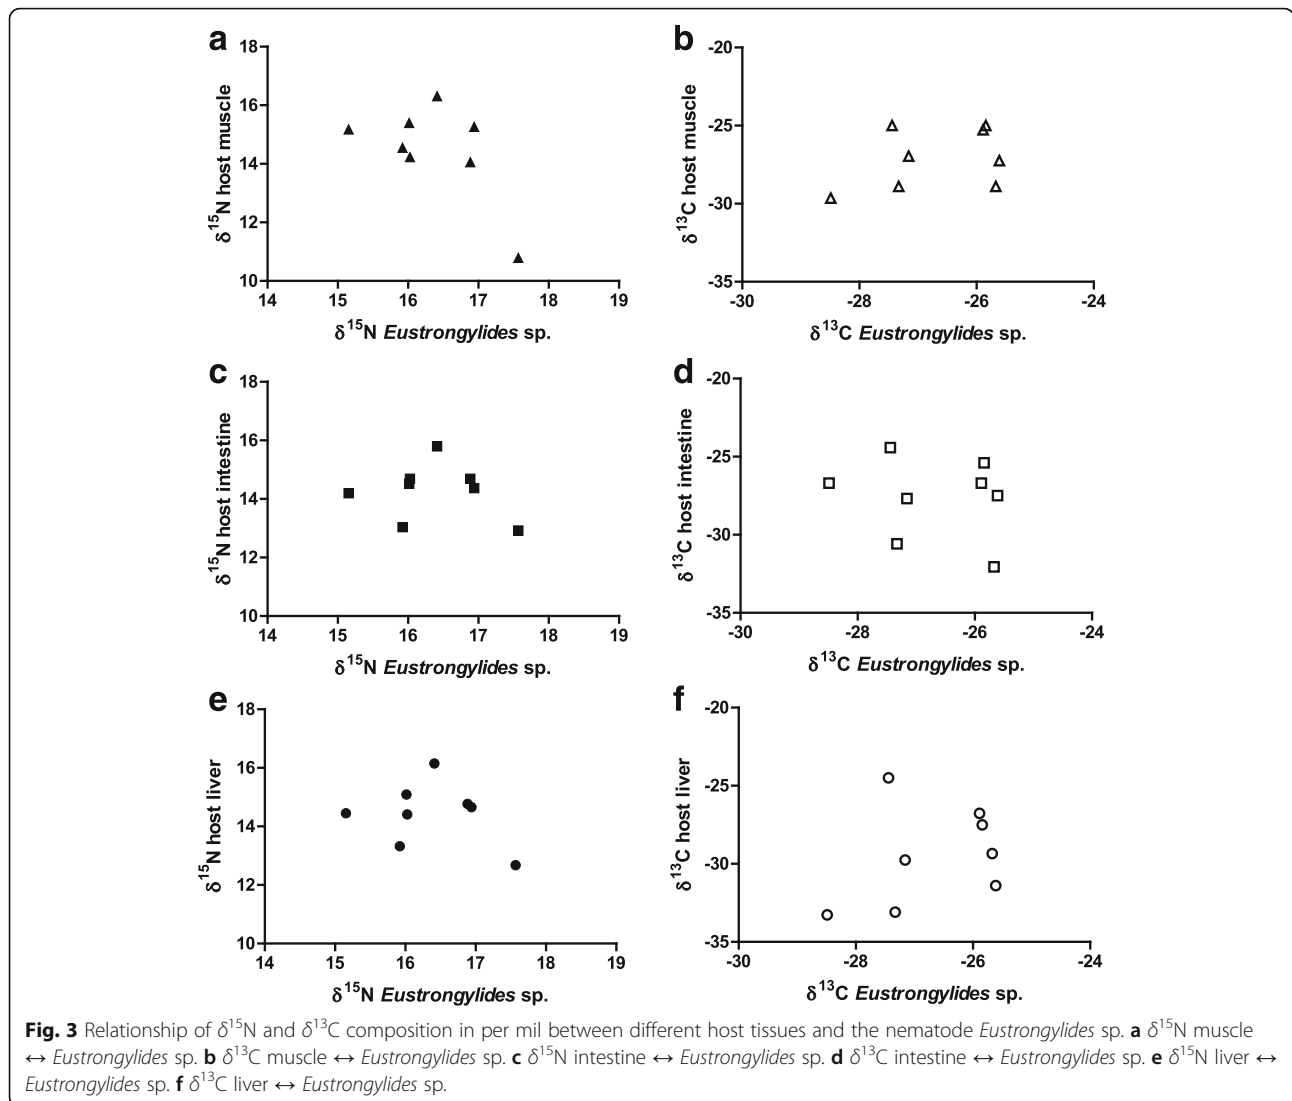 a
18
16
14
12
10
14 15 16 17 18 19
δ¹⁵N host muscle
δ¹⁵N Eustrongylides sp.
b
-20
-25
-30
-35
-30 -28 -26 -24
δ¹³C host muscle
δ¹³C Eustrongylides sp.
c
18
16
14
12
10
14 15 16 17 18 19
δ¹⁵N host intestine
δ¹⁵N Eustrongylides sp.
d
-20
-25
-30
-35
-30 -28 -26 -24
δ¹³C host intestine
δ¹³C Eustrongylides sp.
e
18
16
14
12
10
14 15 16 17 18 19
δ¹⁵N host liver
δ¹⁵N Eustrongylides sp.
f
-20
-25
-30
-35
-30 -28 -26 -24
δ¹³C host liver
δ¹³C Eustrongylides sp.
Fig. 3 Relationship of δ¹⁵N and δ¹³C composition in per mil between different host tissues and the nematode Eustrongylides sp. a δ¹⁵N muscle
↔ Eustrongylides sp. b δ¹³C muscle ↔ Eustrongylides sp. c δ¹⁵N intestine ↔ Eustrongylides sp. d δ¹³C intestine ↔ Eustrongylides sp. e δ¹⁵N liver ↔
Eustrongylides sp. f δ¹³C liver ↔ Eustrongylides sp.